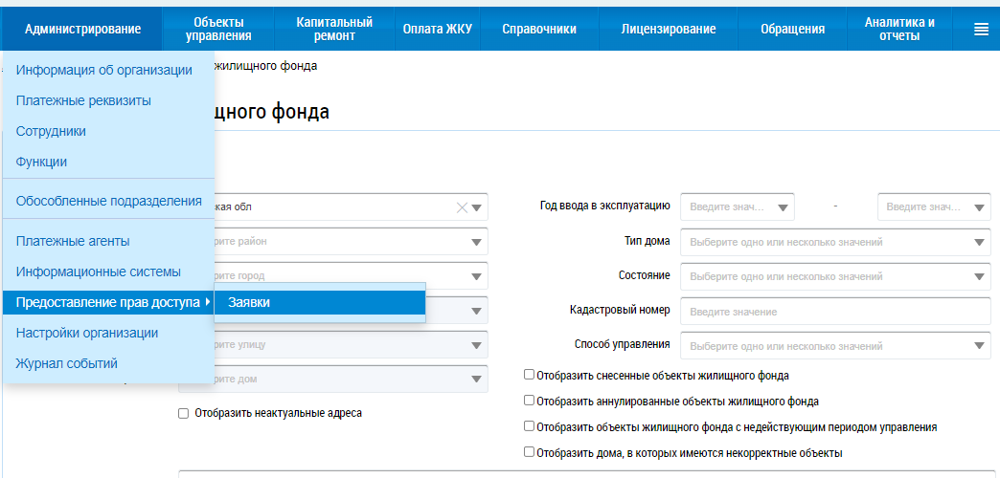 Администрирование
Объекты
управления
Капитальный
ремонт
Оплата ЖКУ
Справочники
Лицензирование
Обращения
Аналитика и
отчеты
жилищного фонда
щного фонда
Информация об организации
Платежные реквизиты
Сотрудники
Функции
Обособленные подразделения
Платежные агенты
Информационные системы
Предоставление прав доступа
Заявки
Настройки организации
Журнал событий
ская обл
рите район
рите город
рите улицу
рите дом
Отобразить неактуальные адреса
Год ввода в эксплуатацию
Введите знач...
-
Введите знач...
Тип дома
Выберите одно или несколько значений
Состояние
Выберите одно или несколько значений
Кадастровый номер
Введите значение
Способ управления
Выберите одно или несколько значений
Отобразить снесенные объекты жилищного фонда
Отобразить аннулированные объекты жилищного фонда
Отобразить объекты жилищного фонда с недействующим периодом управления
Отобразить дома, в которых имеются некорректные объекты